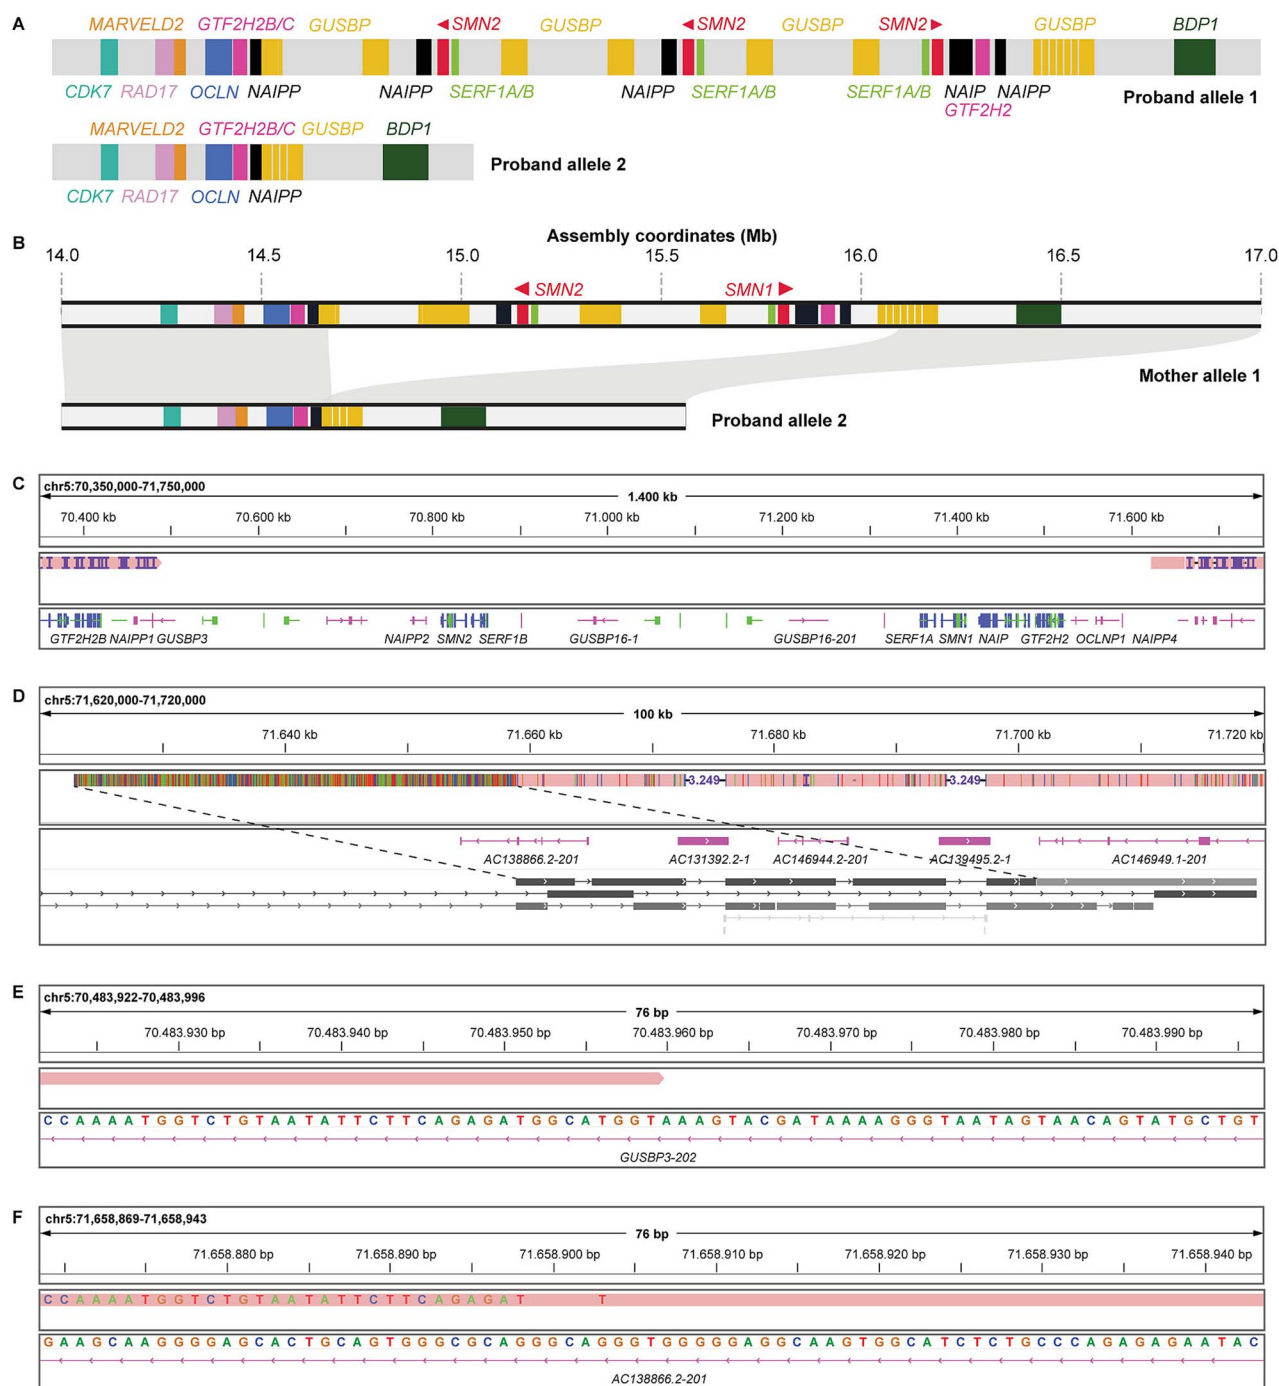 A
MARVELD2 GTF2H2B/C GUSBP ◄SMN2 GUSBP ◄SMN2 GUSBP SMN2► GUSBP BDP1
CDK7 RAD17 OCLN NAIPP NAIPP SERF1A/B NAIPP SERF1A/B SERF1A/B NAIP NAIPP
GTF2H2
Proband allele 1
MARVELD2 GTF2H2B/C GUSBP BDP1
Proband allele 2
CDK7 RAD17 OCLN NAIPP
B
Assembly coordinates (Mb)
14.0 14.5 15.0 15.5 16.0 16.5 17.0
◄ SMN2 SMN1 ►
Mother allele 1
Proband allele 2
C
chr5:70,350,000-71,750,000
1.400 kb
70.400 kb 70.600 kb 70.800 kb 71.000 kb 71.200 kb 71.400 kb 71.600 kb
GTF2H2B NAIPP1 GUSBP3 NAIPP2 SMN2 SERF1B GUSBP16-1 GUSBP16-201 SERF1A SMN1 NAIP GTF2H2 OCLNP1 NAIPP4
D
chr5:71,620,000-71,720,000
100 kb
71.640 kb 71.660 kb 71.680 kb 71.700 kb 71.720 kb
3.249 3.249
AC138866.2-201 AC131392.2-1 AC146944.2-201 AC139495.2-1 AC146949.1-201
E
chr5:70,483,922-70,483,996
76 bp
70.483.930 bp 70.483.940 bp 70.483.950 bp 70.483.960 bp 70.483.970 bp 70.483.980 bp 70.483.990 bp
C C A A A A T G G T C T G T A A T A T T C T T C A G A G A T G G C A T G G T A A A G T A C G A T A A A A G G G T A A T A G T A A C A G T A T G C T G T
GUSBP3-202
F
chr5:71,658,869-71,658,943
76 bp
71.658.880 bp 71.658.890 bp 71.658.900 bp 71.658.910 bp 71.658.920 bp 71.658.930 bp 71.658.940 bp
C C A A A A T G G T C T G T A A T A T T C T T C A G A G A T T
G A A G C A A G G G G A G C A C T G C A G T G G G C G C A G G G C A G G G T G G G G G A G G C A A G T G G C A T C T C T G C C C A G A G A G A A T A C
AC138866.2-201